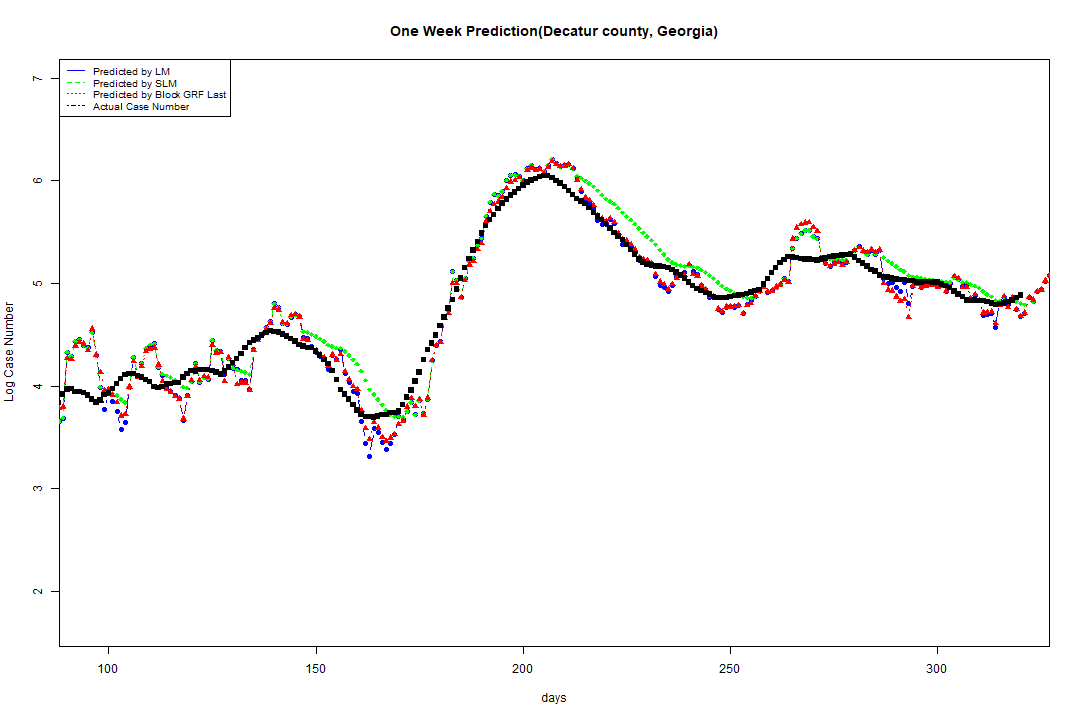 One Week Prediction(Decatur county, Georgia)
Predicted by LM
Predicted by SLM
Predicted by Block GRF Last
Actual Case Number
7
6
5
4
3
2
Log Case Number
100 150 200 250 300
days